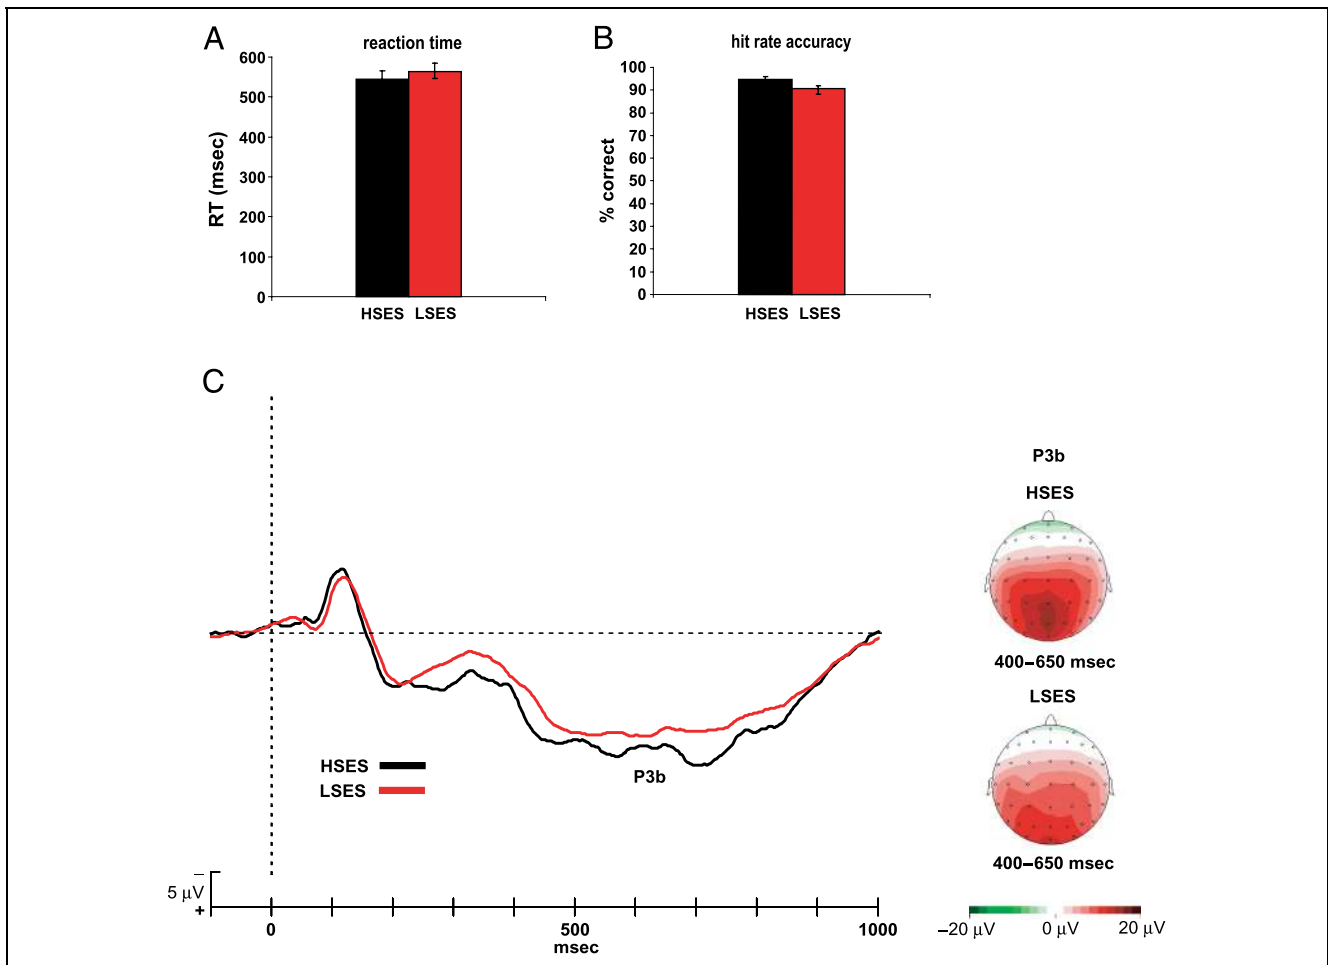 A
reaction time
600
500
400
300
200
100
0
RT (msec)
HSES LSES
B
hit rate accuracy
100
90
80
70
60
50
40
30
20
10
0
% correct
HSES LSES
C
HSES
LSES
P3b
–
5 μV
+
0 500 1000
msec
P3b
HSES
400–650 msec
LSES
400–650 msec
–20 μV 0 μV 20 μV